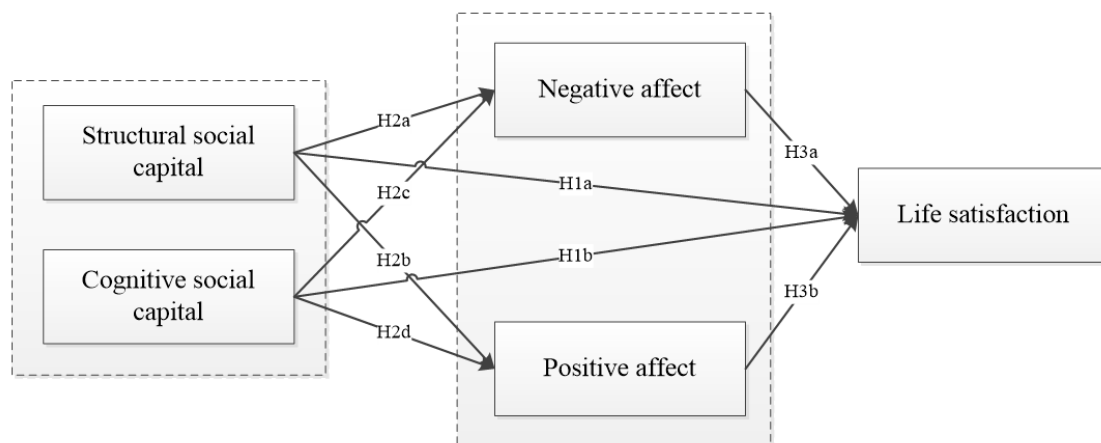 Negative affect
Structural social
capital
H2a
H3a
H1a
H2c
Life satisfaction
H2b
H1b
Cognitive social
capital
H3b
H2d
Positive affect